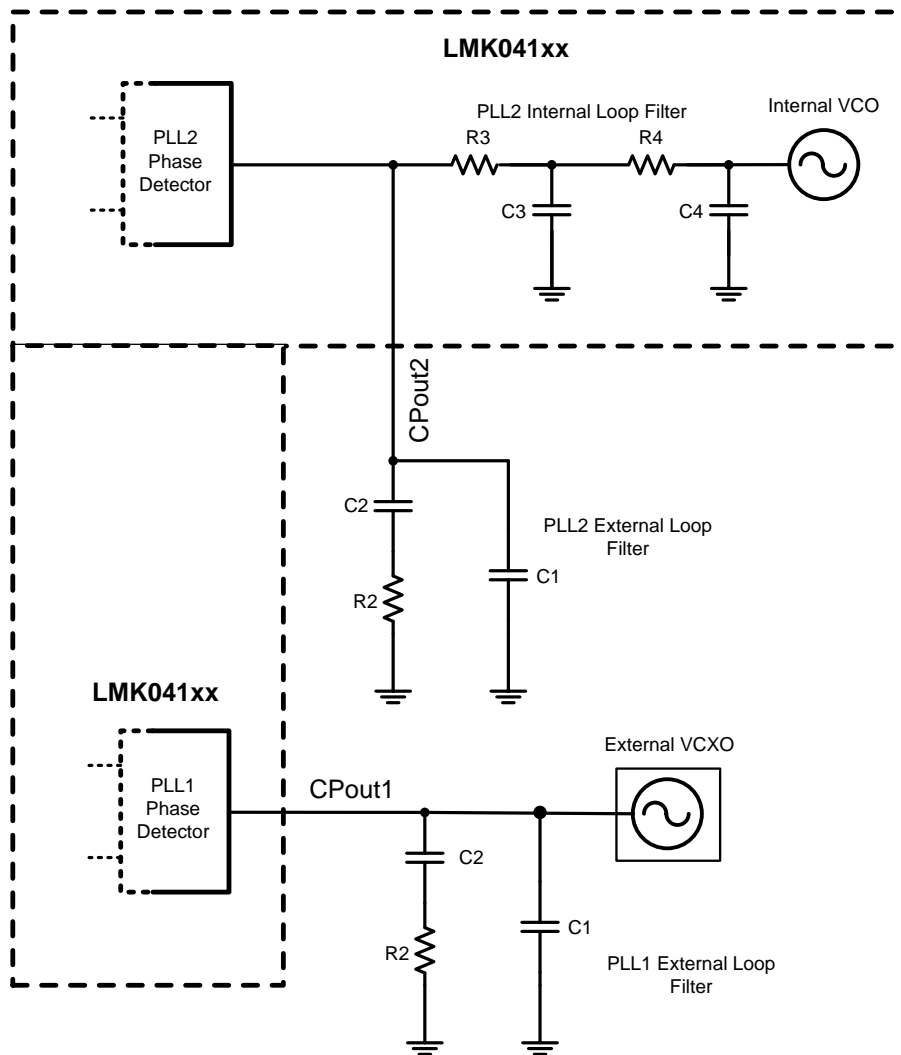 LMK041xx
PLL2
Phase
Detector
PLL2 Internal Loop Filter
Internal VCO
R3
R4
C3
C4
CPout2
C2
R2
C1
PLL2 External Loop
Filter
LMK041xx
PLL1
Phase
Detector
CPout1
External VCXO
C2
R2
C1
PLL1 External Loop
Filter